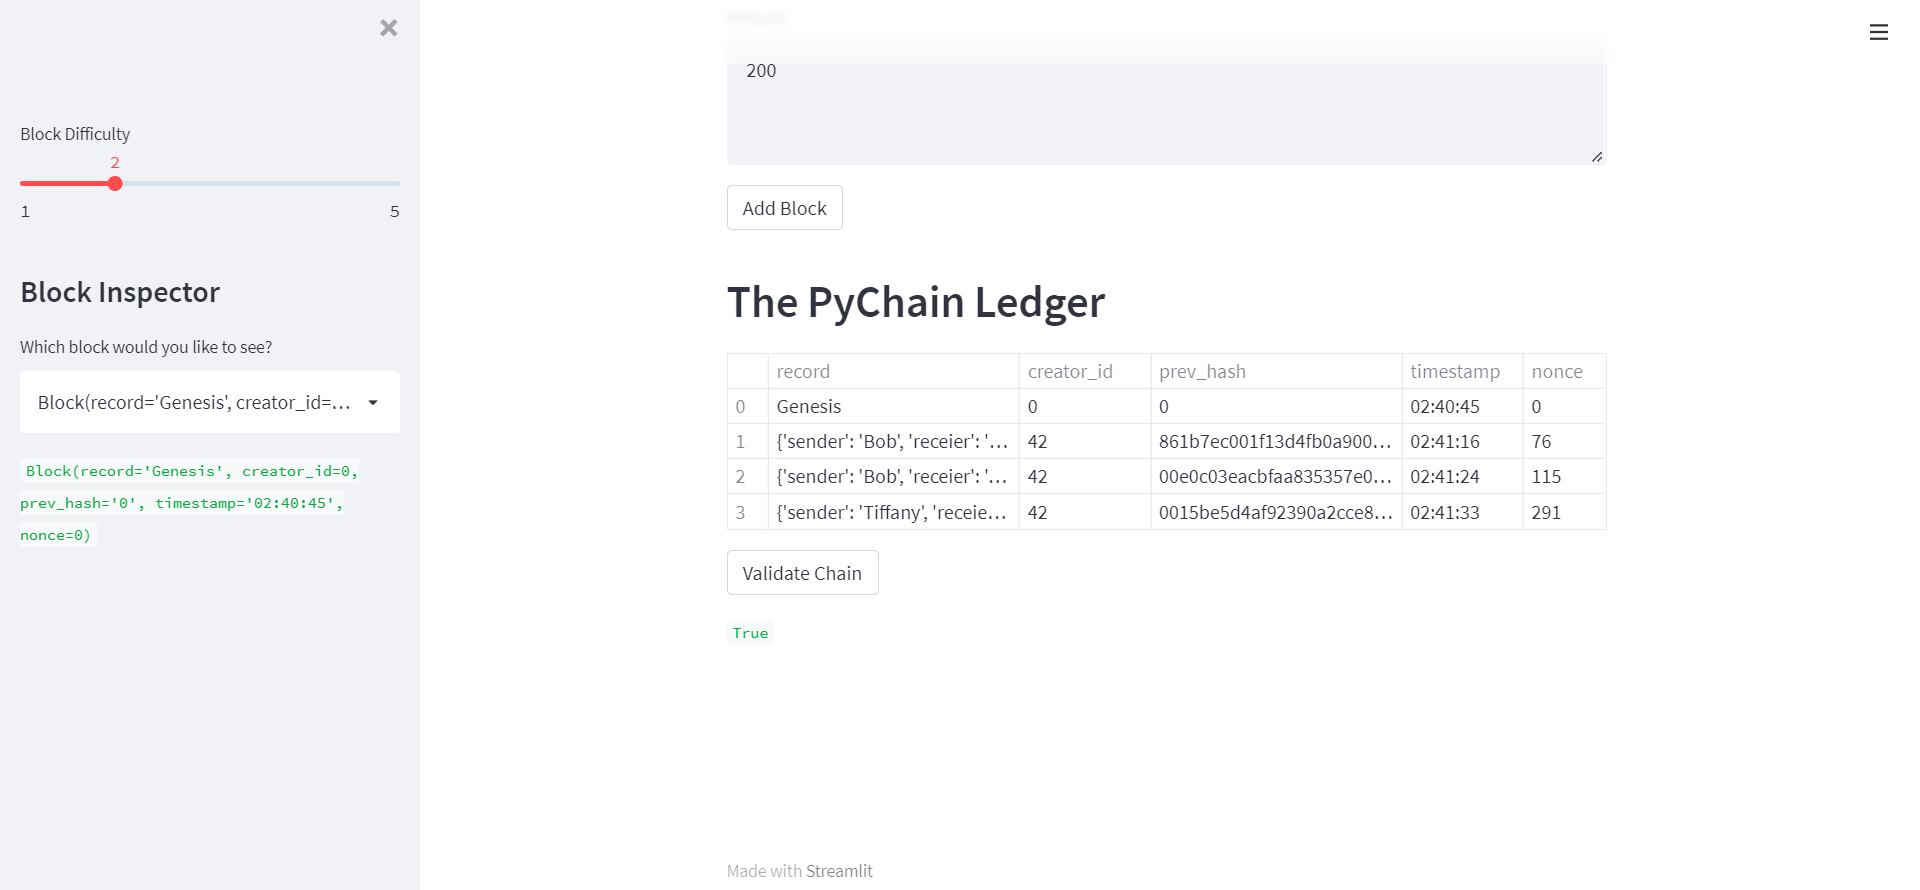 Block Difficulty
2
1 5
Block Inspector
Which block would you like to see?
Block(record='Genesis', creator_id=...
Block(record='Genesis', creator_id=0,
prev_hash='0', timestamp='02:40:45',
nonce=0)
200
Add Block
The PyChain Ledger
record creator_id prev_hash timestamp nonce
0 Genesis 0 0 02:40:45 0
1 {'sender': 'Bob', 'receier': '... 42 861b7ec001f13d4fb0a900... 02:41:16 76
2 {'sender': 'Bob', 'receier': '... 42 00e0c03eacbfaa835357e0... 02:41:24 115
3 {'sender': 'Tiffany', 'receie... 42 0015be5d4af92390a2cce8... 02:41:33 291
Validate Chain
True
Made with Streamlit